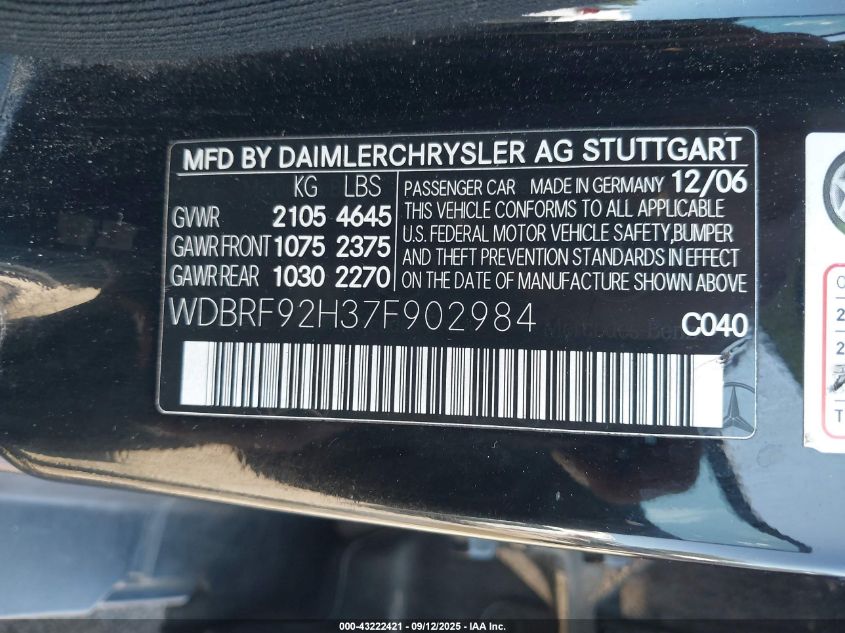 MFD BY DAIMLERCHRYSLER AG STUTTGART
KG LBS
GVWR 2105 4645
GAWR FRONT 1075 2375
GAWR REAR 1030 2270
PASSENGER CAR MADE IN GERMANY 12/06
THIS VEHICLE CONFORMS TO ALL APPLICABLE
U.S. FEDERAL MOTOR VEHICLE SAFETY,BUMPER
AND THEFT PREVENTION STANDARDS IN EFFECT
ON THE DATE OF MANUFACTURE SHOWN ABOVE
WDBRF92H37F902984
C040
000-43222421 - 09/12/2025 - IAA Inc.